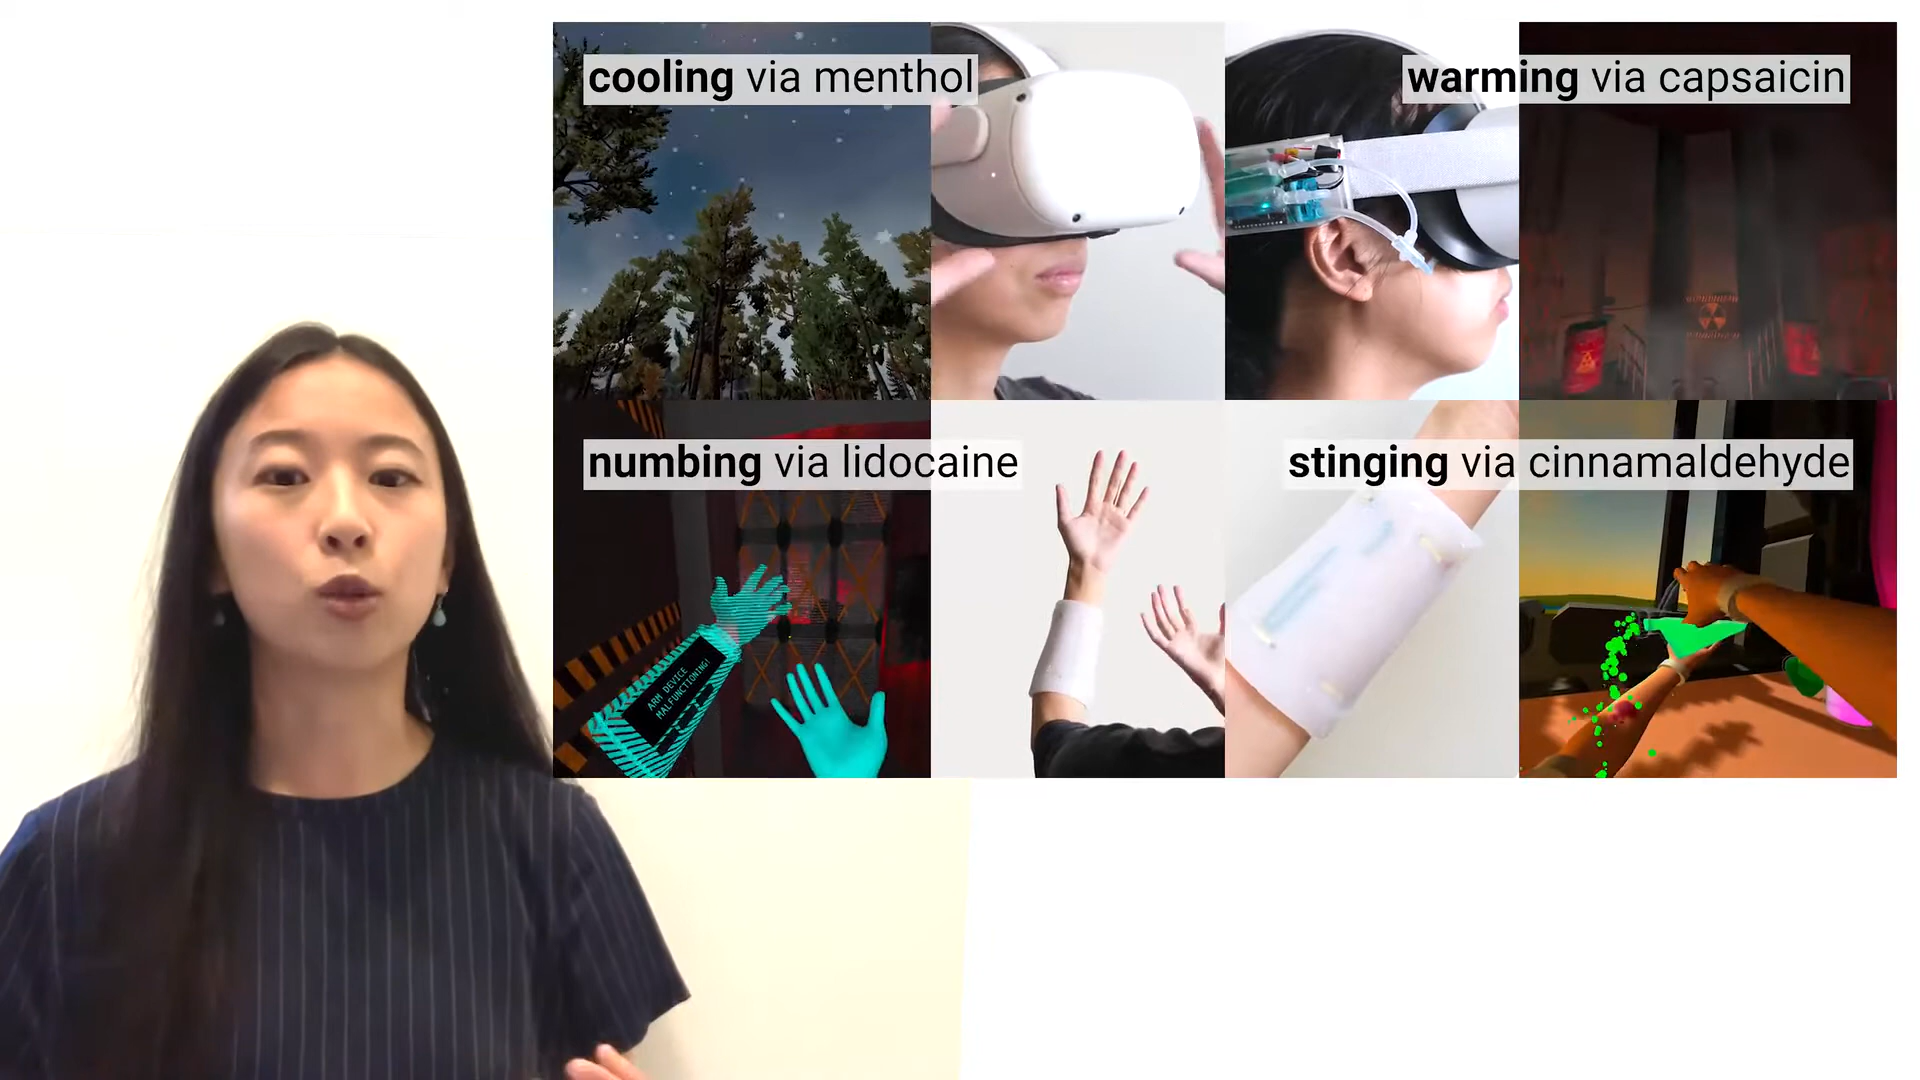 cooling via menthol
warming via capsaicin
numbing via lidocaine
stinging via cinnamaldehyde
ARM DEVICE
MALFUNCTIONING!